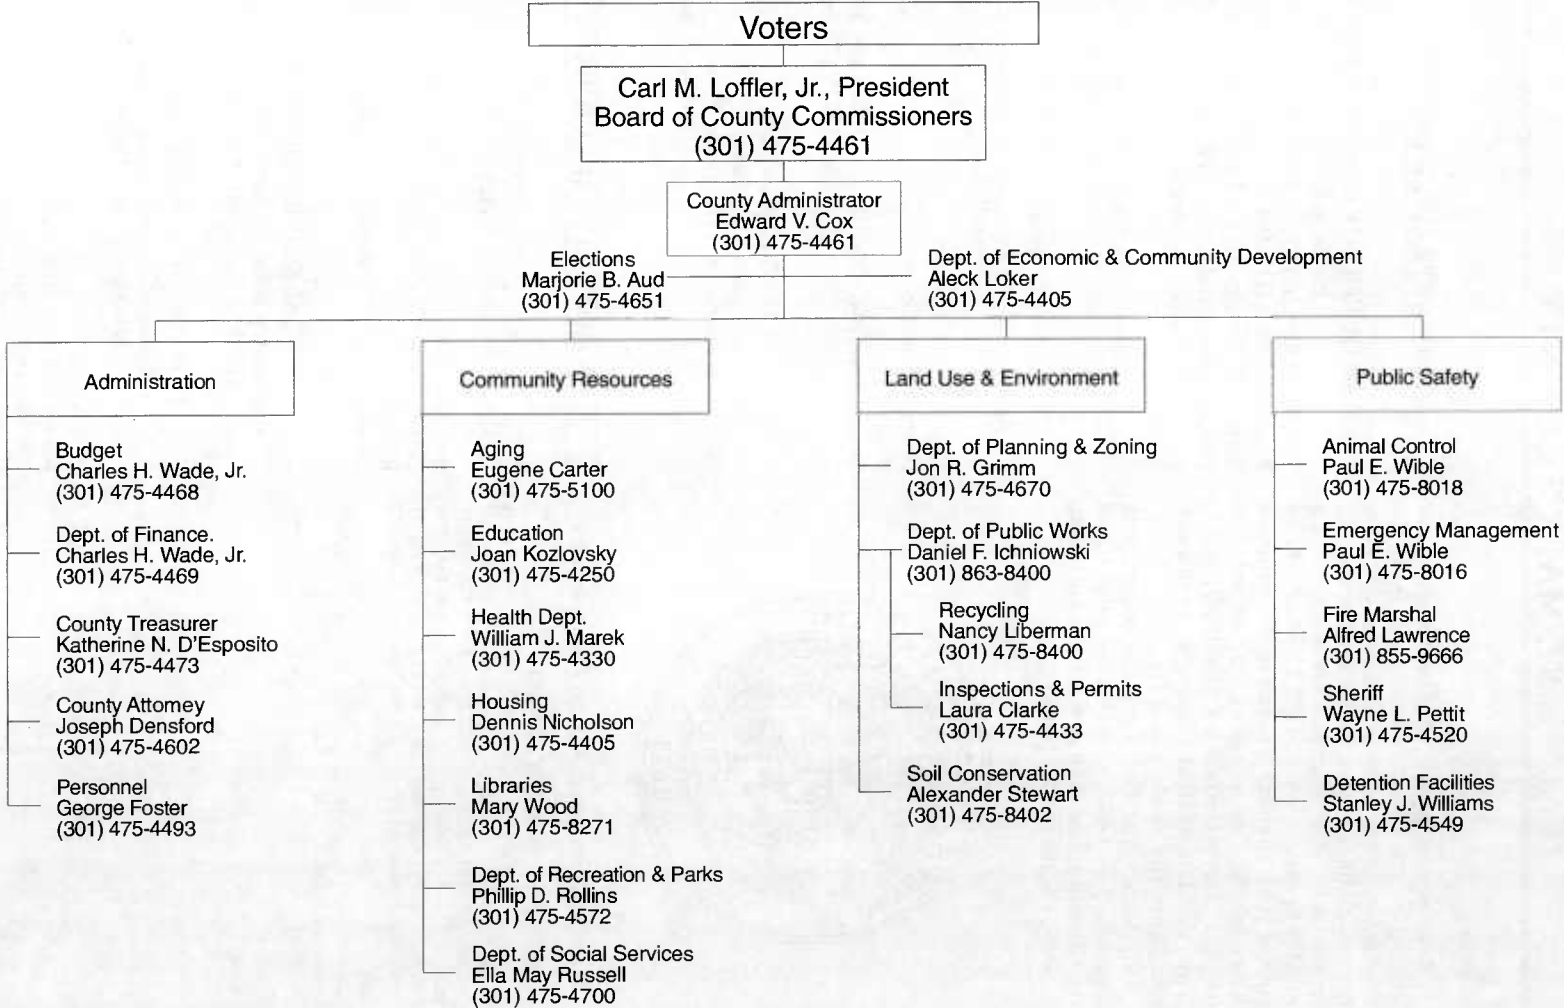 Voters
Carl M. Loffler, Jr., President
Board of County Commissioners
(301) 475-4461
County Administrator
Edward V. Cox
(301) 475-4461
Elections
Marjorie B. Aud
(301) 475-4651
Dept. of Economic & Community Development
Aleck Loker
(301) 475-4405
Administration
Budget
Charles H. Wade, Jr.
(301) 475-4468
Dept. of Finance.
Charles H. Wade, Jr.
(301) 475-4469
County Treasurer
Katherine N. D'Esposito
(301) 475-4473
County Attorney
Joseph Densford
(301) 475-4602
Personnel
George Foster
(301) 475-4493
Community Resources
Aging
Eugene Carter
(301) 475-5100
Education
Joan Kozlovsky
(301) 475-4250
Health Dept.
William J. Marek
(301) 475-4330
Housing
Dennis Nicholson
(301) 475-4405
Libraries
Mary Wood
(301) 475-8271
Dept. of Recreation & Parks
Phillip D. Rollins
(301) 475-4572
Dept. of Social Services
Ella May Russell
(301) 475-4700
Land Use & Environment
Dept. of Planning & Zoning
Jon R. Grimm
(301) 475-4670
Dept. of Public Works
Daniel F. Ichniowski
(301) 863-8400
Recycling
Nancy Liberman
(301) 475-8400
Inspections & Permits
Laura Clarke
(301) 475-4433
Soil Conservation
Alexander Stewart
(301) 475-8402
Public Safety
Animal Control
Paul E. Wible
(301) 475-8018
Emergency Management
Paul E. Wible
(301) 475-8016
Fire Marshal
Alfred Lawrence
(301) 855-9666
Sheriff
Wayne L. Pettit
(301) 475-4520
Detention Facilities
Stanley J. Williams
(301) 475-4549